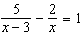 5/(x − 3) − 2/x = 1